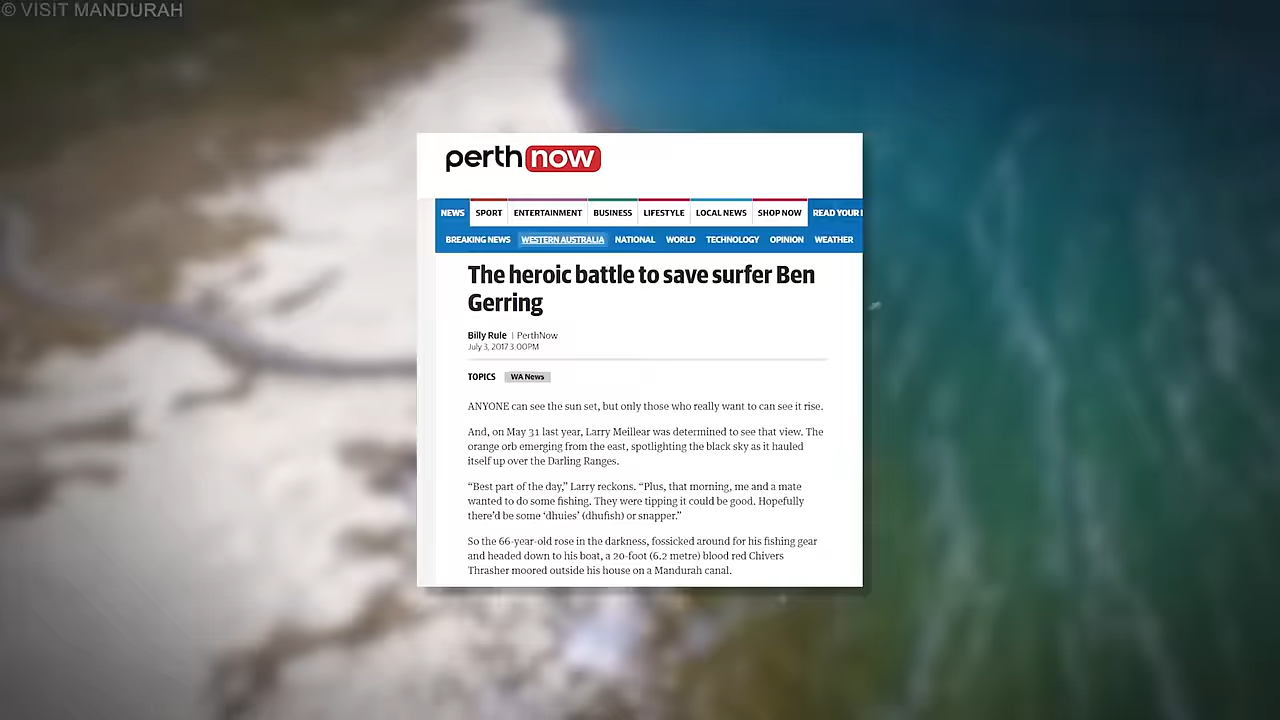 © VISIT MANDURAH
perth now
NEWS SPORT ENTERTAINMENT BUSINESS LIFESTYLE LOCAL NEWS SHOP NOW READ YOUR
BREAKING NEWS WESTERN AUSTRALIA NATIONAL WORLD TECHNOLOGY OPINION WEATHER
The heroic battle to save surfer Ben
Gerring
Billy Rule | PerthNow
July 3, 2017 3:00PM
TOPICS WA News
ANYONE can see the sun set, but only those who really want to can see it rise.
And, on May 31 last year, Larry Meillear was determined to see that view. The
orange orb emerging from the east, spotlighting the black sky as it hauled
itself up over the Darling Ranges.
“Best part of the day,” Larry reckons. “Plus, that morning, me and a mate
wanted to do some fishing. They were tipping it could be good. Hopefully
there’d be some ‘dhuies’ (dhufish) or snapper.”
So the 66-year-old rose in the darkness, fossicked around for his fishing gear
and headed down to his boat, a 20-foot (6.2 metre) blood red Chivers
Thrasher moored outside his house on a Mandurah canal.